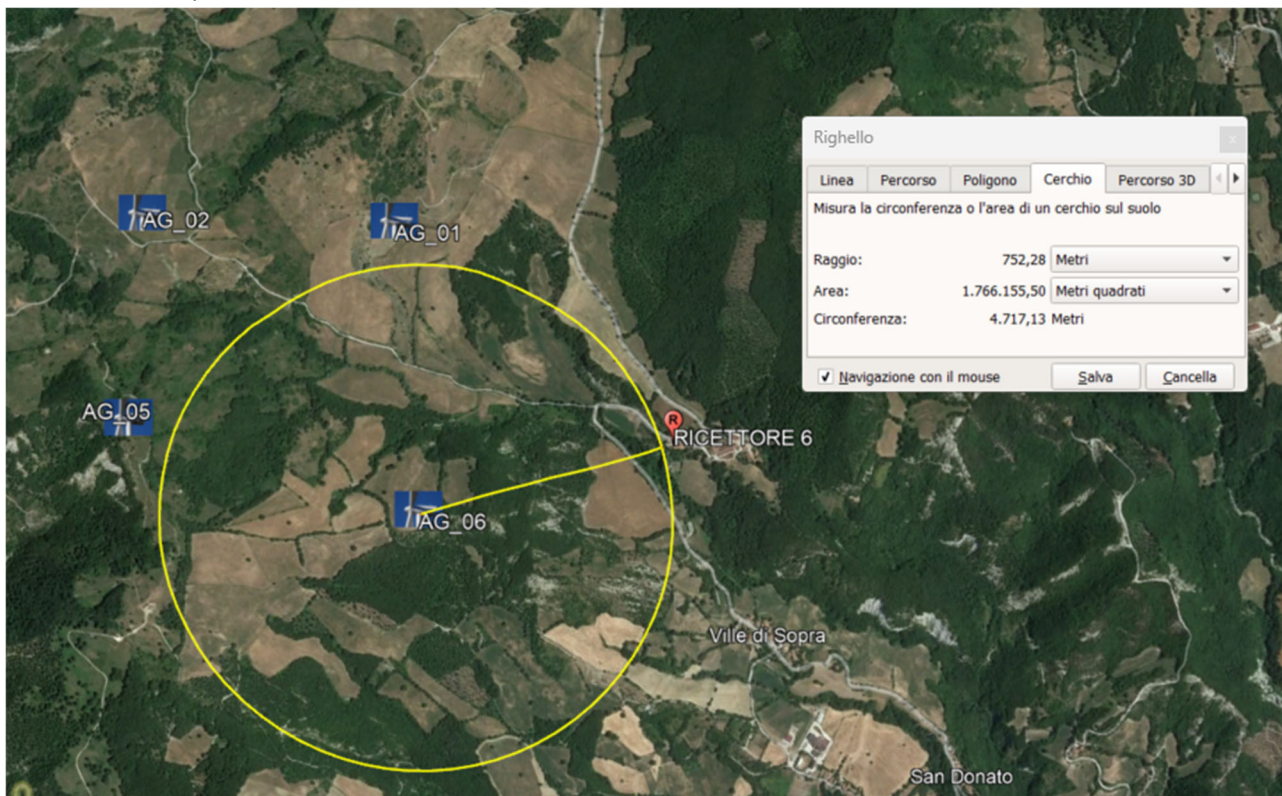 Righello
Linea Percorso Poligono Cerchio Percorso 3D
Misura la circonferenza o l'area di un cerchio sul suolo
Raggio: 752,28 Metri
Area: 1.766.155,50 Metri quadrati
Circonferenza: 4.717,13 Metri
Navigazione con il mouse Salva Cancella
AG_02
AG_01
AG_05
R
RICETTORE 6
AG_06
Ville di Sopra
San Donato